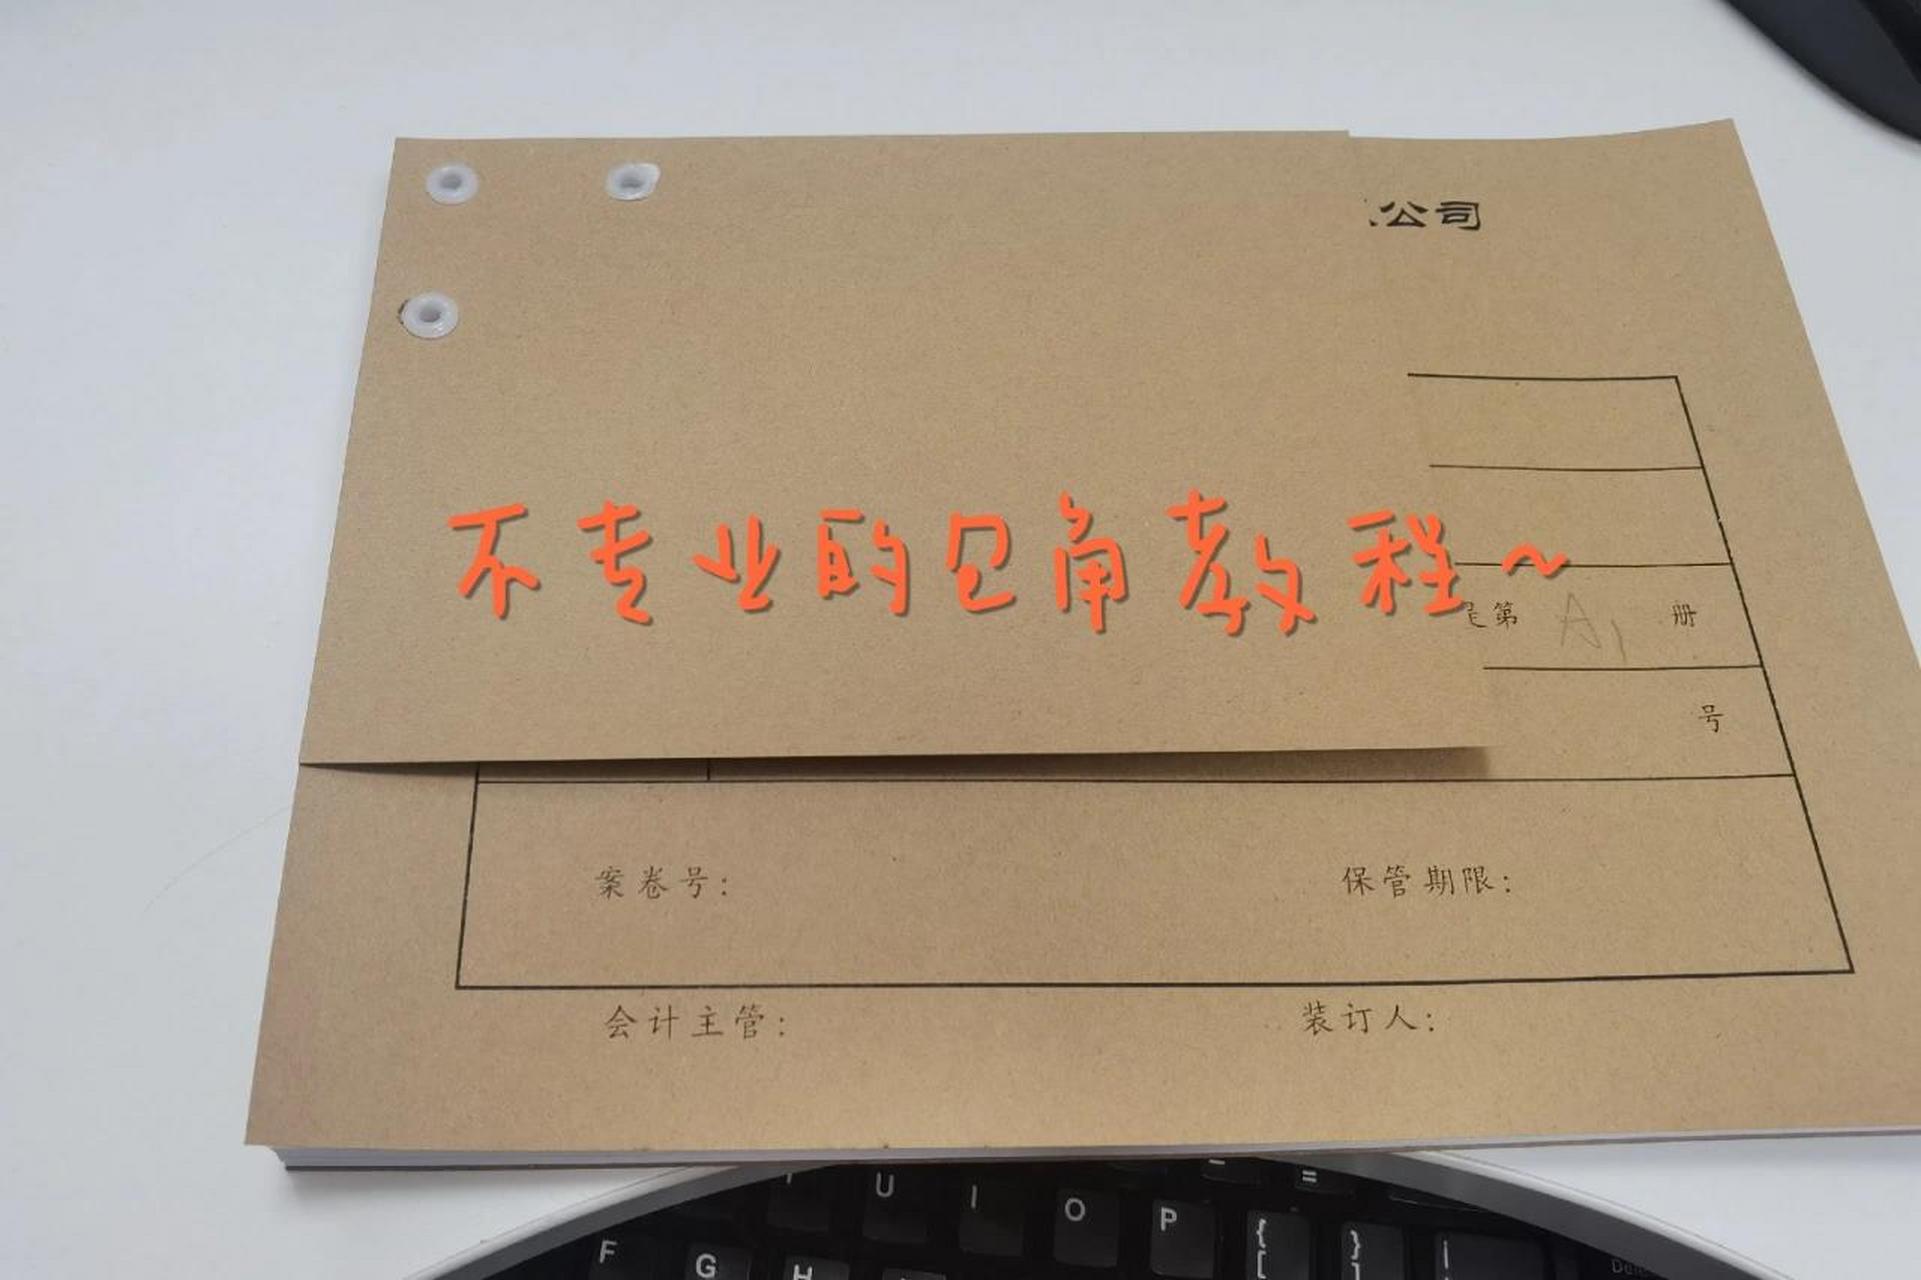 公司
不专业的包角教程~
是第 A1 册
号
案卷号: 保管期限:
会计主管: 装订人:
U I O P { [ } ]
F G H
- =